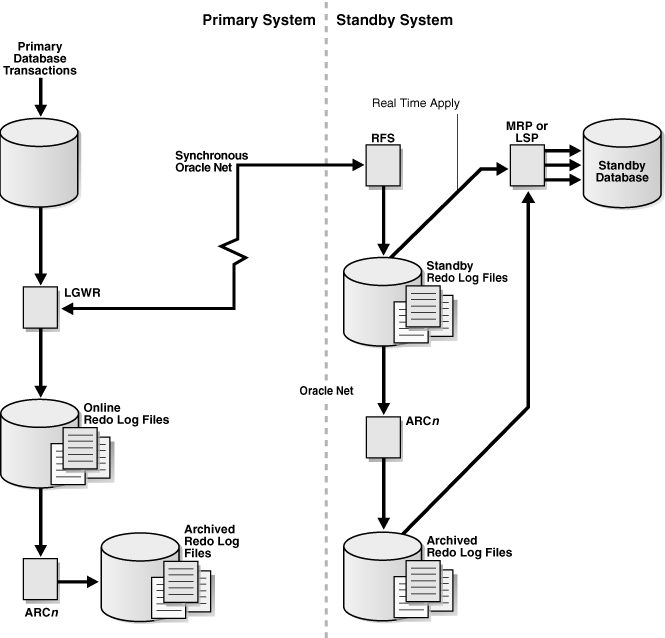 Primary System
Standby System
Primary
Database
Transactions
Real Time Apply
Synchronous
Oracle Net
RFS
MRP or
LSP
Standby
Database
LGWR
Standby
Redo Log Files
Oracle Net
Online
Redo Log Files
ARCn
Archived
Redo Log
Files
ARCn
Archived
Redo Log Files